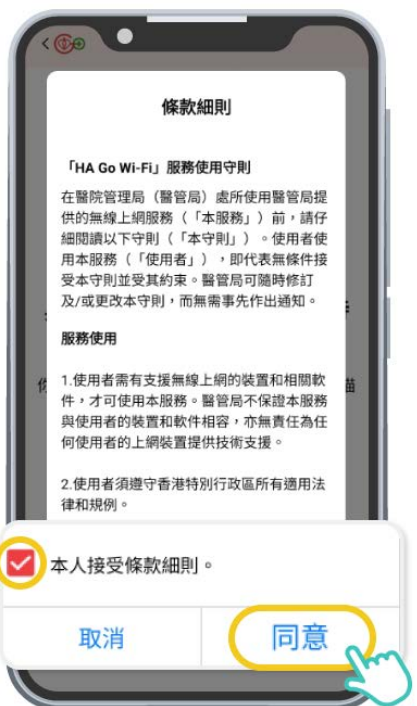 條款細則
「HA Go Wi-Fi」服務使用守則
在醫院管理局（醫管局）處所使用醫管局提
供的無線上網服務（「本服務」）前，請仔
細閱讀以下守則（「本守則」）。使用者使
用本服務（「使用者」），即代表無條件接
受本守則並受其約束。醫管局可隨時修訂
及/或更改本守則，而無需事先作出通知。
服務使用
1.使用者需有支援無線上網的裝置和相關軟
件，才可使用本服務。醫管局不保證本服務
與使用者的裝置和軟件相容，亦無責任為任
何使用者的上網裝置提供技術支援。
2.使用者須遵守香港特別行政區所有適用法
律和規例。
本人接受條款細則。
取消
同意